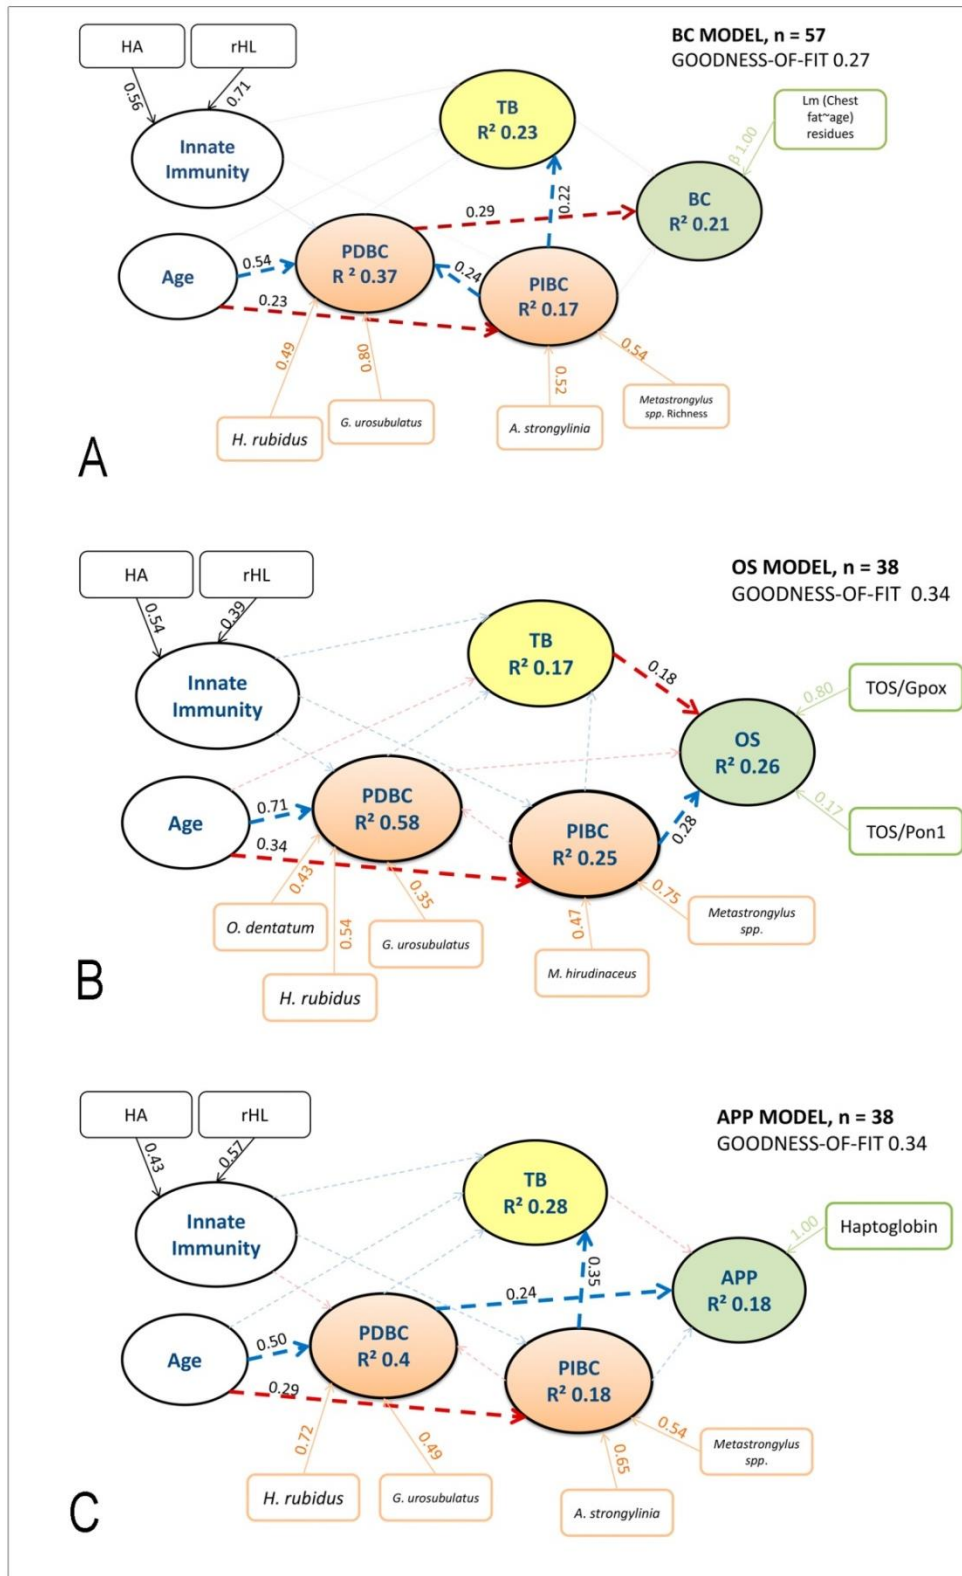 BC MODEL, n = 57
GOODNESS-OF-FIT 0.27
HA
rHL
0.56
0.71
Innate
Immunity
TB
R² 0.23
Lm (Chest
fat~age)
residues
β 1.00
BC
R² 0.21
0.22
0.29
PDBC
R ² 0.37
Age
0.54
0.24
PIBC
R² 0.17
0.23
0.49
0.80
0.52
0.54
H. rubidus
G. urosubulatus
A. strongylinia
Metastrongylus
spp. Richness
A
OS MODEL, n = 38
GOODNESS-OF-FIT 0.34
HA
rHL
0.54
0.39
Innate
Immunity
TB
R² 0.17
0.18
TOS/Gpox
0.80
OS
R² 0.26
PDBC
R² 0.58
Age
0.71
0.34
PIBC
R² 0.25
0.28
0.17
TOS/Pon1
0.43
0.54
0.35
0.47
0.75
O. dentatum
G. urosubulatus
Metastrongylus
spp.
M. hirudinaceus
H. rubidus
B
APP MODEL, n = 38
GOODNESS-OF-FIT 0.34
HA
rHL
0.43
0.57
Innate
Immunity
TB
R² 0.28
Haptoglobin
1.00
0.35
APP
R² 0.18
0.24
PDBC
R² 0.4
Age
0.50
0.29
PIBC
R² 0.18
0.72
0.49
0.65
0.54
Metastrongylus
spp.
H. rubidus
G. urosubulatus
A. strongylinia
C